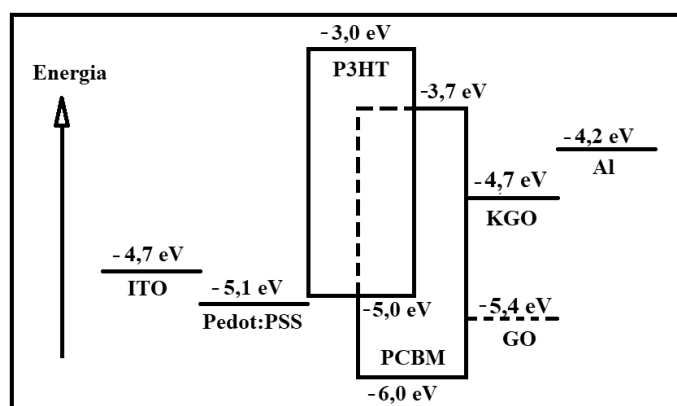 - 3,0 eV
P3HT
Energia
-3,7 eV
- 4,2 eV
Al
- 4,7 eV
KGO
- 4,7 eV
ITO
- 5,1 eV
Pedot:PSS
-5,0 eV
-5,4 eV
GO
PCBM
-6,0 eV